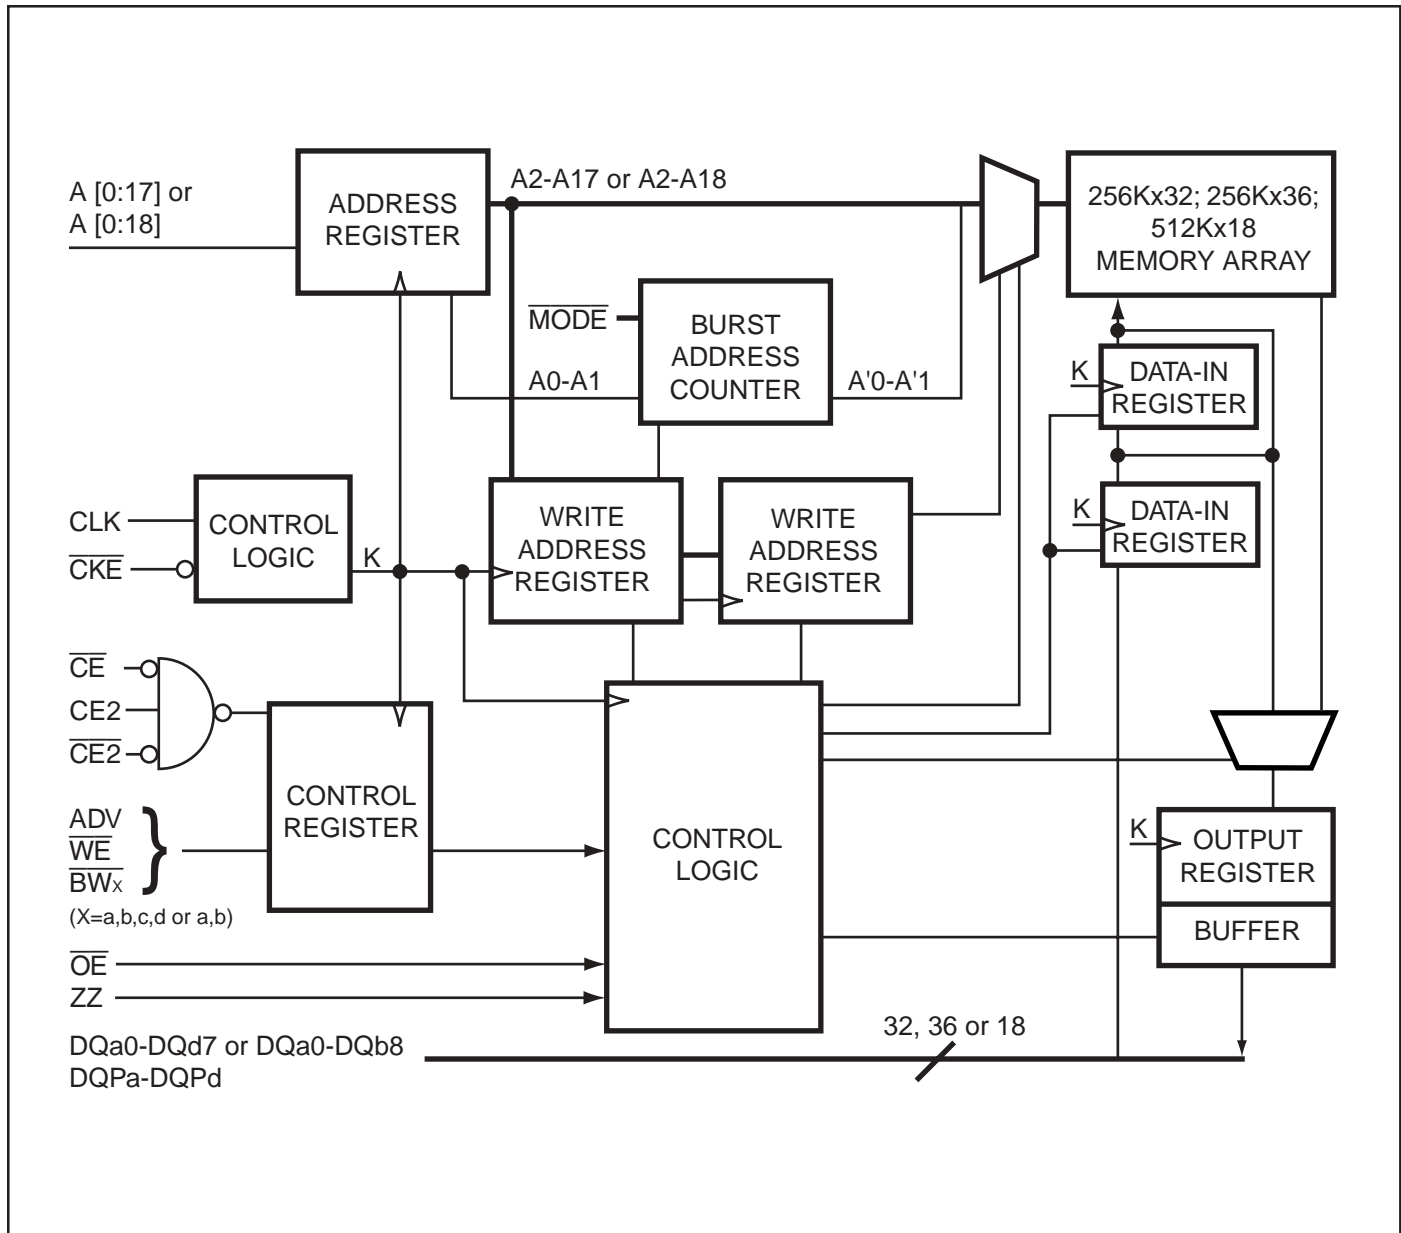 A [0:17] or
A [0:18]
ADDRESS
REGISTER
A2-A17 or A2-A18
256Kx32; 256Kx36;
512Kx18
MEMORY ARRAY
MODE
BURST
ADDRESS
COUNTER
A0-A1
A'0-A'1
K
DATA-IN
REGISTER
K
DATA-IN
REGISTER
CLK
CKE
CONTROL
LOGIC
K
WRITE
ADDRESS
REGISTER
WRITE
ADDRESS
REGISTER
CE
CE2
CE2
ADV
WE
BWX
(X=a,b,c,d or a,b)
CONTROL
REGISTER
CONTROL
LOGIC
K
OUTPUT
REGISTER
BUFFER
OE
ZZ
32, 36 or 18
DQa0-DQd7 or DQa0-DQb8
DQPa-DQPd